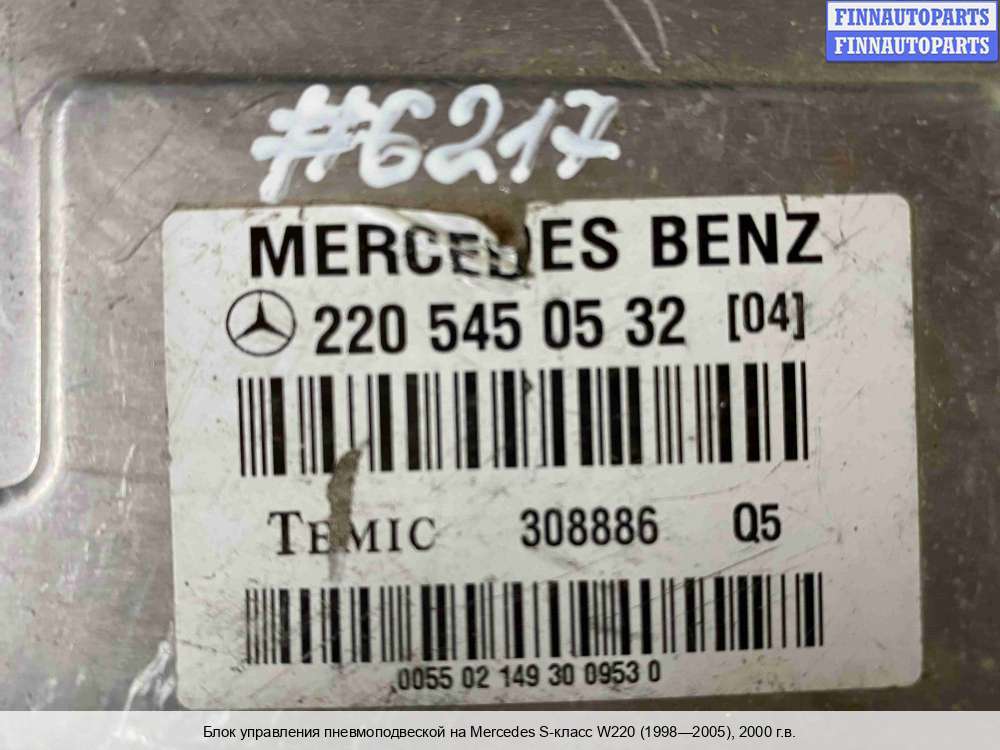 FINNAUTOPARTS
FINNAUTOPARTS
#6217
MERCEDES BENZ
220 545 05 32 [04]
TEMIC 308886 Q5
0055 02 149 30 0953 0
Блок управления пневмоподвеской на Mercedes S-класс W220 (1998—2005), 2000 г.в.